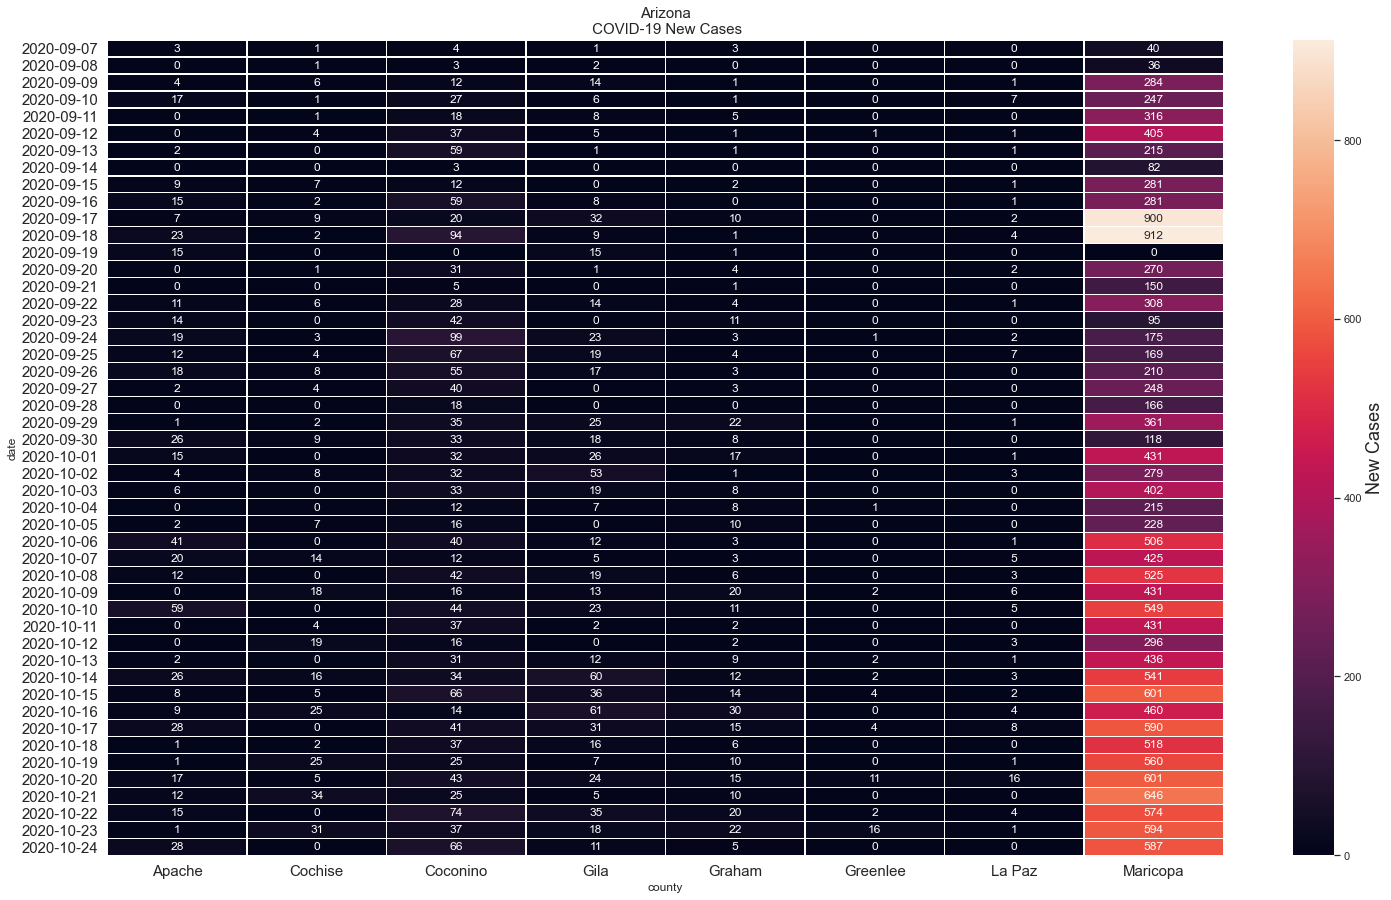 Arizona
COVID-19 New Cases
2020-09-07 3 1 4 1 3 0 0 40
2020-09-08 0 1 3 2 0 0 0 36
2020-09-09 4 6 12 14 1 0 1 284
2020-09-10 17 1 27 6 1 0 7 247
2020-09-11 0 1 18 8 5 0 0 316
2020-09-12 0 4 37 5 1 1 1 405
2020-09-13 2 0 59 1 1 0 1 215
2020-09-14 0 0 3 0 0 0 0 82
2020-09-15 9 7 12 0 2 0 1 281
2020-09-16 15 2 59 8 0 0 1 281
2020-09-17 7 9 20 32 10 0 2 900
2020-09-18 23 2 94 9 1 0 4 912
2020-09-19 15 0 0 15 1 0 0 0
2020-09-20 0 1 31 1 4 0 2 270
2020-09-21 0 0 5 0 1 0 0 150
2020-09-22 11 6 28 14 4 0 1 308
2020-09-23 14 0 42 0 11 0 0 95
2020-09-24 19 3 99 23 3 1 2 175
2020-09-25 12 4 67 19 4 0 7 169
2020-09-26 18 8 55 17 3 0 0 210
2020-09-27 2 4 40 0 3 0 0 248
2020-09-28 0 0 18 0 0 0 0 166
2020-09-29 1 2 35 25 22 0 1 361
2020-09-30 26 9 33 18 8 0 0 118
2020-10-01 15 0 32 26 17 0 1 431
2020-10-02 4 8 32 53 1 0 3 279
2020-10-03 6 0 33 19 8 0 0 402
2020-10-04 0 0 12 7 8 1 0 215
2020-10-05 2 7 16 0 10 0 0 228
2020-10-06 41 0 40 12 3 0 1 506
2020-10-07 20 14 12 5 3 0 5 425
2020-10-08 12 0 42 19 6 0 3 525
2020-10-09 0 18 16 13 20 2 6 431
2020-10-10 59 0 44 23 11 0 5 549
2020-10-11 0 4 37 2 2 0 0 431
2020-10-12 0 19 16 0 2 0 3 296
2020-10-13 2 0 31 12 9 2 1 436
2020-10-14 26 16 34 60 12 2 3 541
2020-10-15 8 5 66 36 14 4 2 601
2020-10-16 9 25 14 61 30 0 4 460
2020-10-17 28 0 41 31 15 4 8 590
2020-10-18 1 2 37 16 6 0 0 518
2020-10-19 1 25 25 7 10 0 1 560
2020-10-20 17 5 43 24 15 11 16 601
2020-10-21 12 34 25 5 10 0 0 646
2020-10-22 15 0 74 35 20 2 4 574
2020-10-23 1 31 37 18 22 16 1 594
2020-10-24 28 0 66 11 5 0 0 587
Apache Cochise Coconino Gila Graham Greenlee La Paz Maricopa
county
date
800
600
400
200
0
New Cases